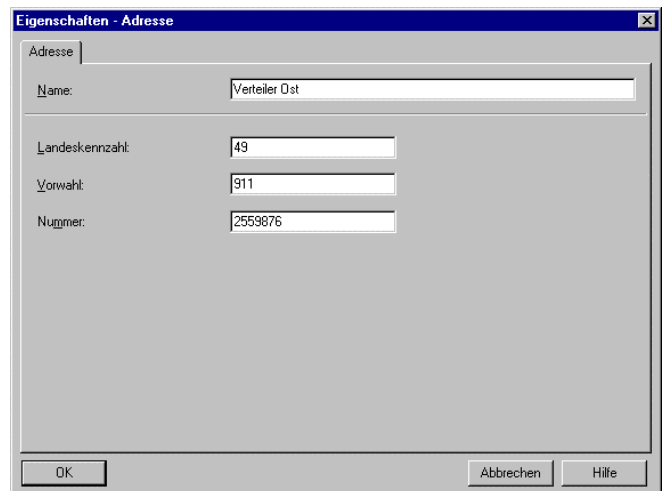 Eigenschaften - Adresse
Adresse
Name: Verteiler Ost
Landeskennzahl: 49
Vorwahl: 911
Nummer: 2559876
OK Abbrechen Hilfe